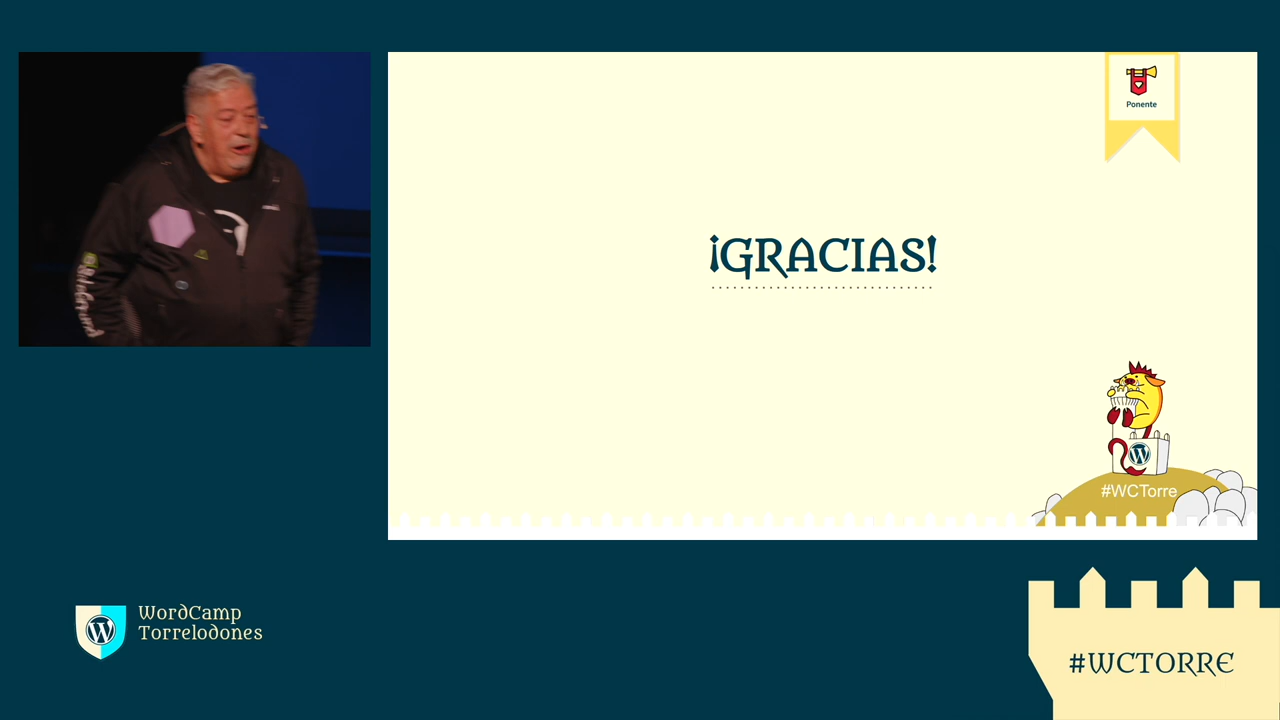 Ponente
¡GRACIAS!
#WCTorre
WordCamp
Torrelodones
#WCTORRE